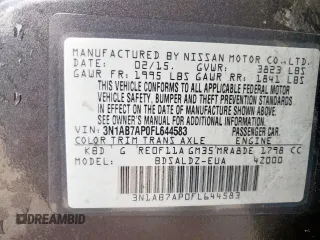 MANUFACTURED BY NISSAN MOTOR CO., LTD.
DATE: 02/15. GVWR: 3823 LBS
GAWR FR: 1995 LBS GAWR RR: 1841 LBS
THIS VEHICLE CONFORMS TO ALL APPLICABLE FEDERAL MOTOR
VEHICLE SAFETY, BUMPER AND THEFT PREVENTION STANDARDS
IN EFFECT ON THE DATE OF MANUFACTURE SHOWN ABOVE.
SEE OWNER'S MANUAL FOR ADDITIONAL INFORMATION
VIN: 3N1AB7AP0FL644583 PASSENGER CAR
COLOR TRIM TRANS AXLE ENGINE
G RE0F11A GM35 MRA8DE 1798 CC
MODEL: BDSALDZ-EUA 42000
3N1AB7AP0FL644583
DREAMBID